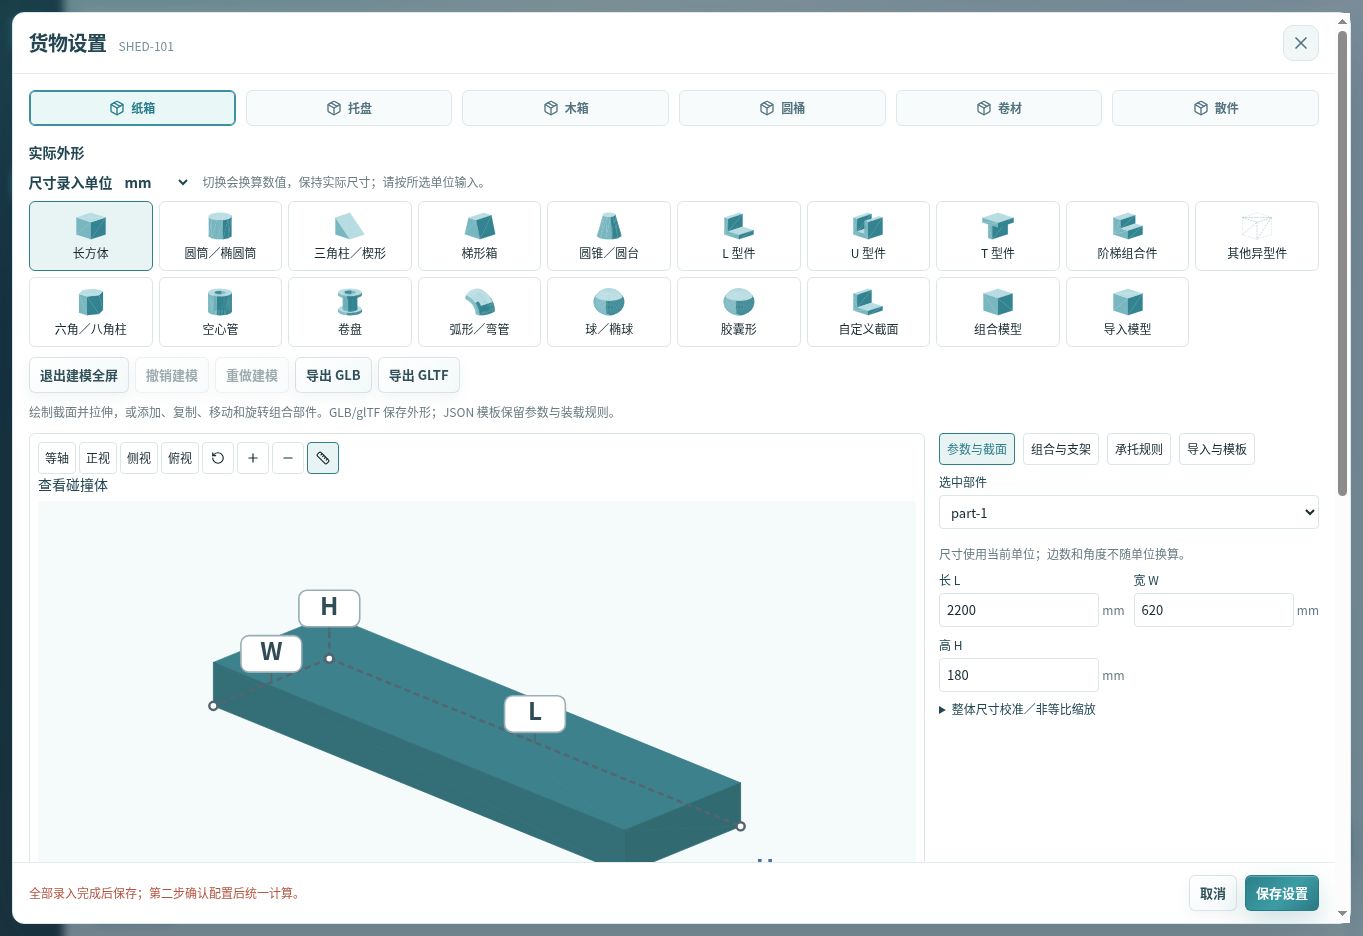 货物设置 SHED-101
纸箱 托盘 木箱 圆桶 卷材 散件
实际外形
尺寸录入单位 mm 切换会换算数值，保持实际尺寸；请按所选单位输入。
长方体 圆筒／椭圆筒 三角柱／楔形 梯形箱 圆锥／圆台 L 型件 U 型件 T 型件 阶梯组合件 其他异型件
六角／八角柱 空心管 卷盘 弧形／弯管 球／椭球 胶囊形 自定义截面 组合模型 导入模型
退出建模全屏 撤销建模 重做建模 导出 GLB 导出 GLTF
绘制截面并拉伸，或添加、复制、移动和旋转组合部件。GLB/glTF 保存外形；JSON 模板保留参数与装载规则。
等轴 正视 侧视 俯视
查看碰撞体
H
W
L
参数与截面 组合与支架 承托规则 导入与模板
选中部件
part-1
尺寸使用当前单位；边数和角度不随单位换算。
长 L 宽 W
2200 mm 620 mm
高 H
180 mm
整体尺寸校准／非等比缩放
全部录入完成后保存；第二步确认配置后统一计算。
取消 保存设置